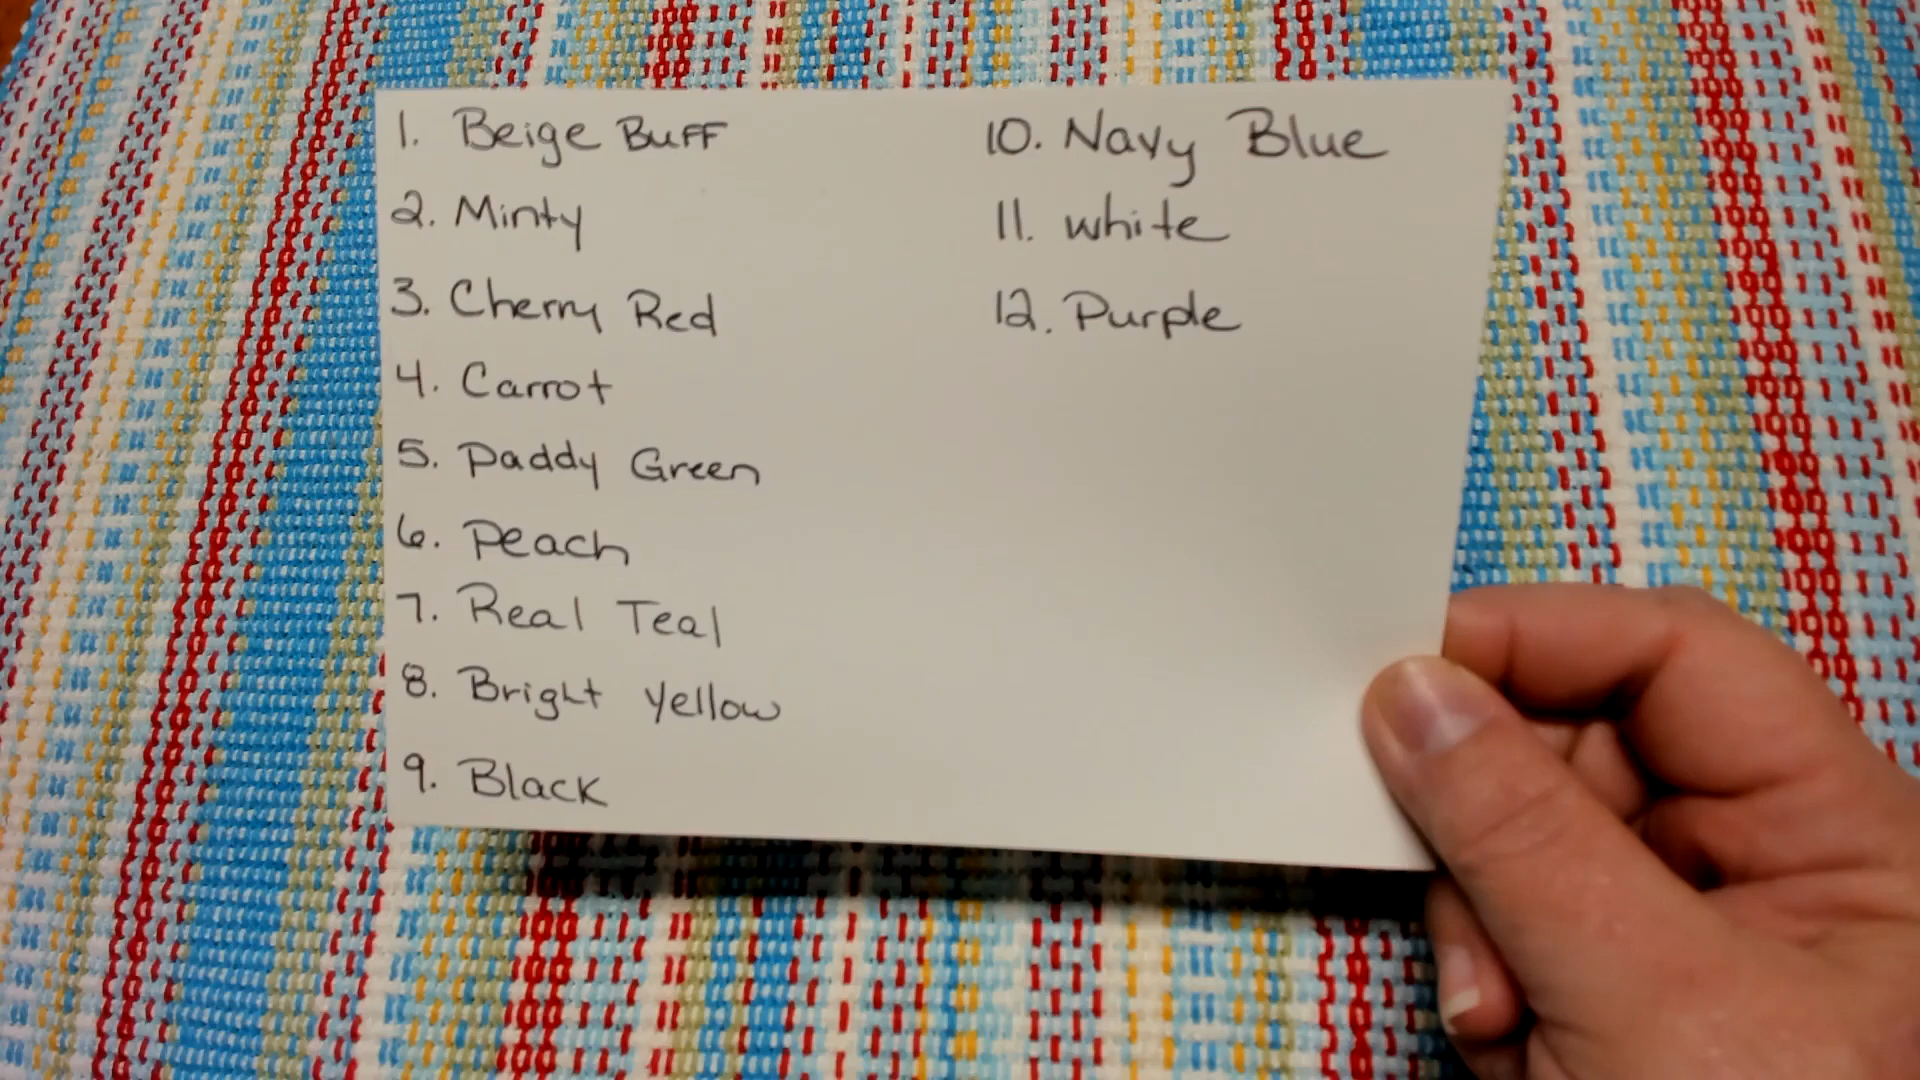 1. Beige Buff
2. Minty
3. Cherry Red
4. Carrot
5. Paddy Green
6. Peach
7. Real Teal
8. Bright Yellow
9. Black
10. Navy Blue
11. white
12. Purple